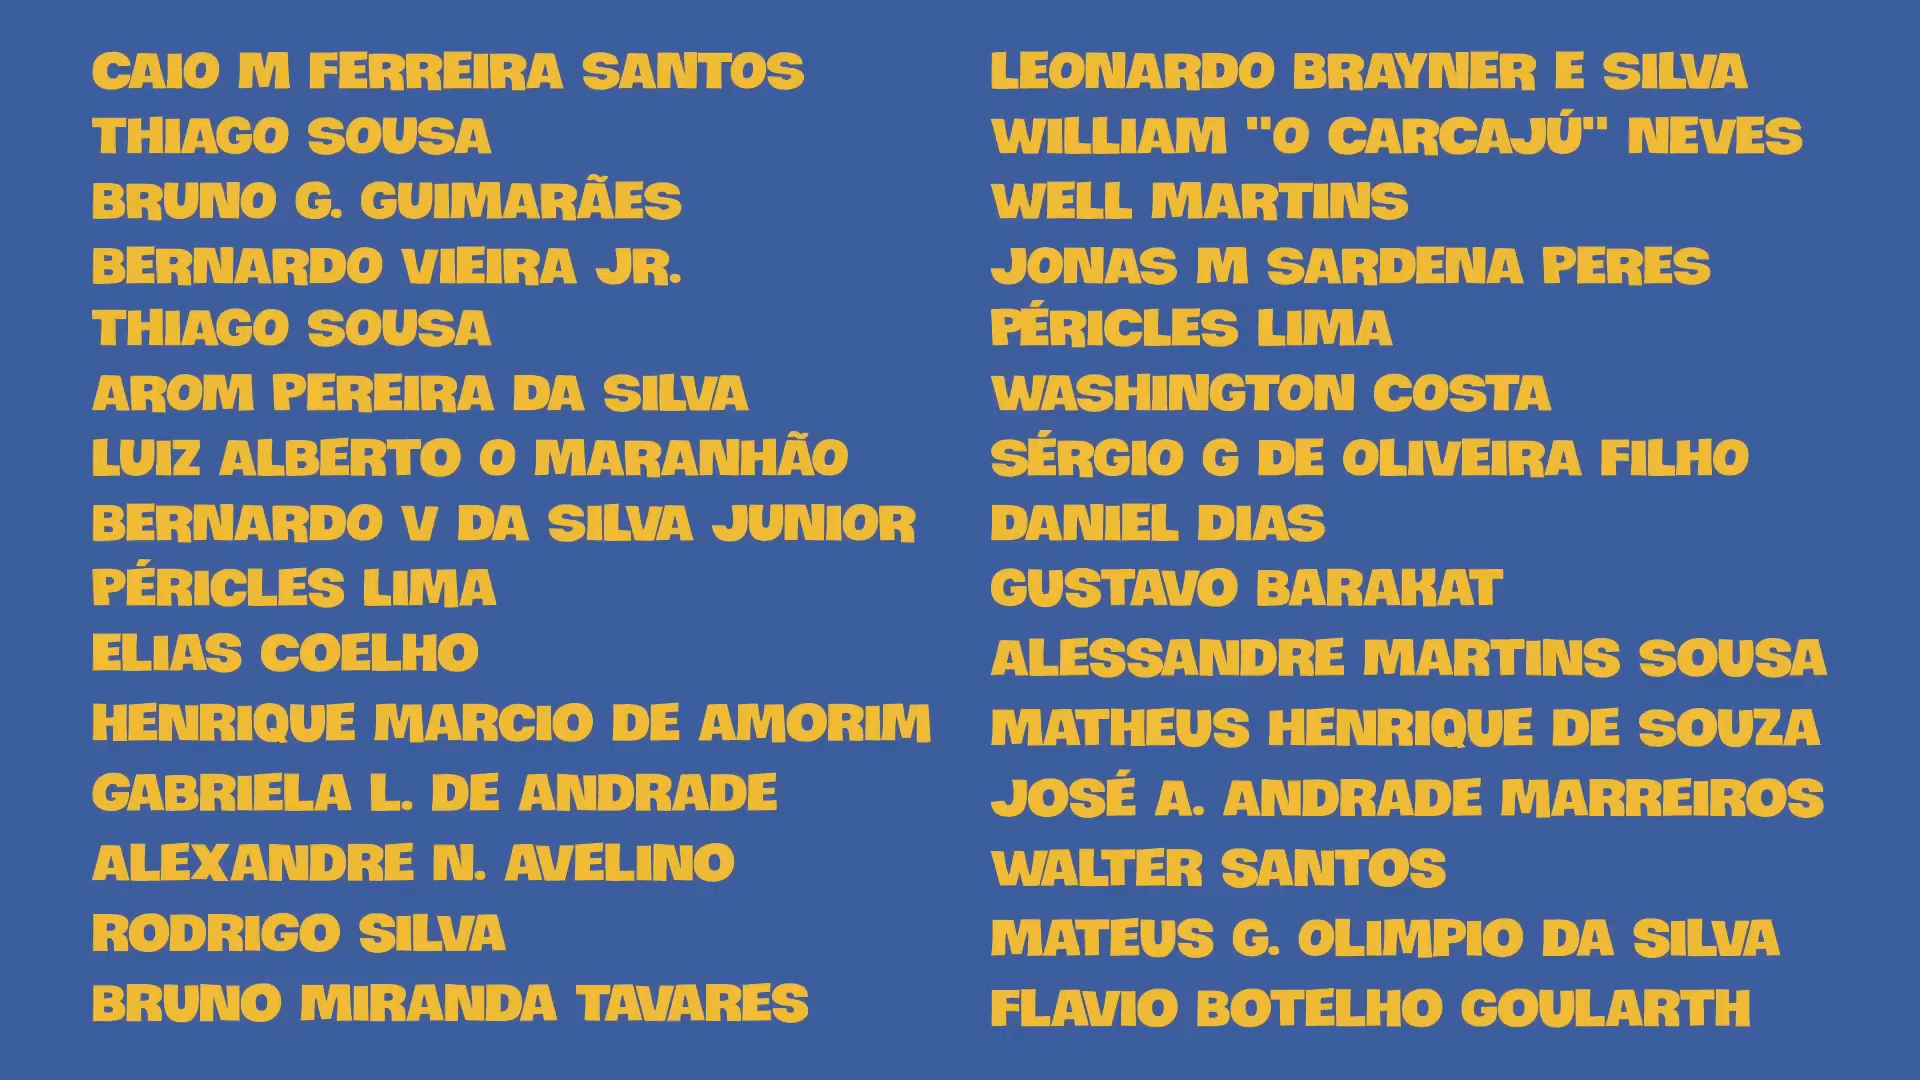 CAIO M FERREIRA SANTOS
THIAGO SOUSA
BRUNO G. GUIMARÃES
BERNARDO VIEIRA JR.
THIAGO SOUSA
AROM PEREIRA DA SILVA
LUIZ ALBERTO O MARANHÃO
BERNARDO V DA SILVA JUNIOR
PÉRICLES LIMA
ELIAS COELHO
HENRIQUE MARCIO DE AMORIM
GABRIELA L. DE ANDRADE
ALEXANDRE N. AVELINO
RODRIGO SILVA
BRUNO MIRANDA TAVARES
LEONARDO BRAYNER E SILVA
WILLIAM "O CARCAJÚ" NEVES
WELL MARTINS
JONAS M SARDENA PERES
PÉRICLES LIMA
WASHINGTON COSTA
SÉRGIO G DE OLIVEIRA FILHO
DANIEL DIAS
GUSTAVO BARAKAT
ALESSANDRE MARTINS SOUSA
MATHEUS HENRIQUE DE SOUZA
JOSÉ A. ANDRADE MARREIROS
WALTER SANTOS
MATEUS G. OLIMPIO DA SILVA
FLAVIO BOTELHO GOULARTH